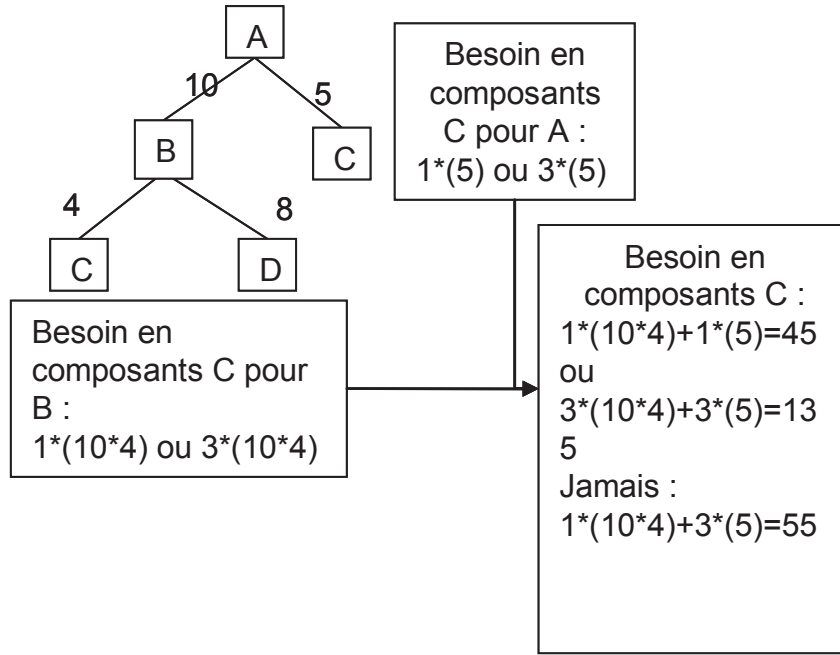 A
10
5
B
C
4
8
C
D
Besoin en
composants
C pour A :
1*(5) ou 3*(5)
Besoin en
composants C pour
B :
1*(10*4) ou 3*(10*4)
Besoin en
composants C :
1*(10*4)+1*(5)=45
ou
3*(10*4)+3*(5)=13
5
Jamais :
1*(10*4)+3*(5)=55